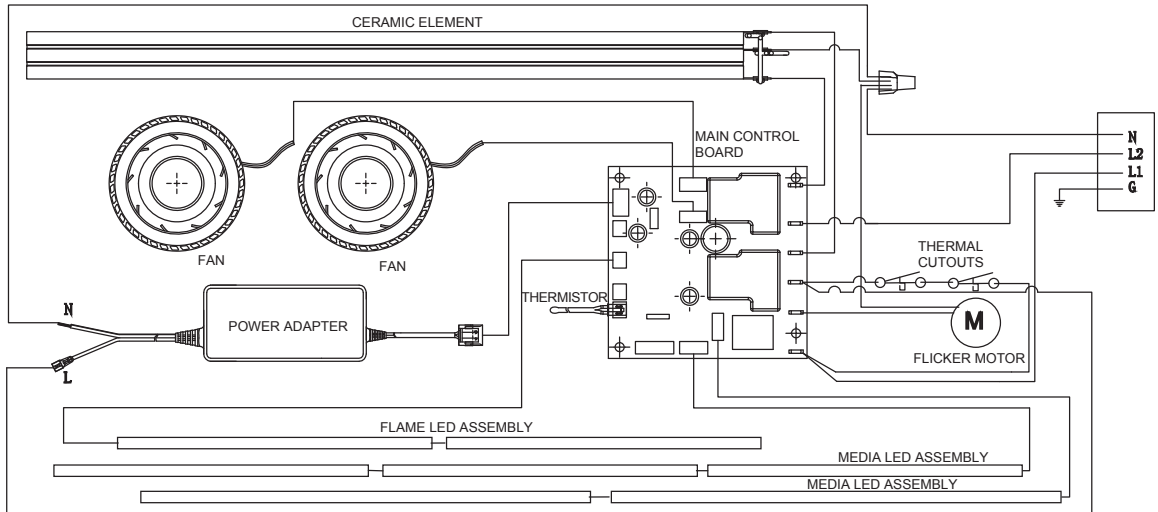 CERAMIC ELEMENT
MAIN CONTROL
BOARD
N
L2
L1
G
FAN
FAN
THERMAL
CUTOUTS
THERMISTOR
N
POWER ADAPTER
L
M
FLICKER MOTOR
FLAME LED ASSEMBLY
MEDIA LED ASSEMBLY
MEDIA LED ASSEMBLY